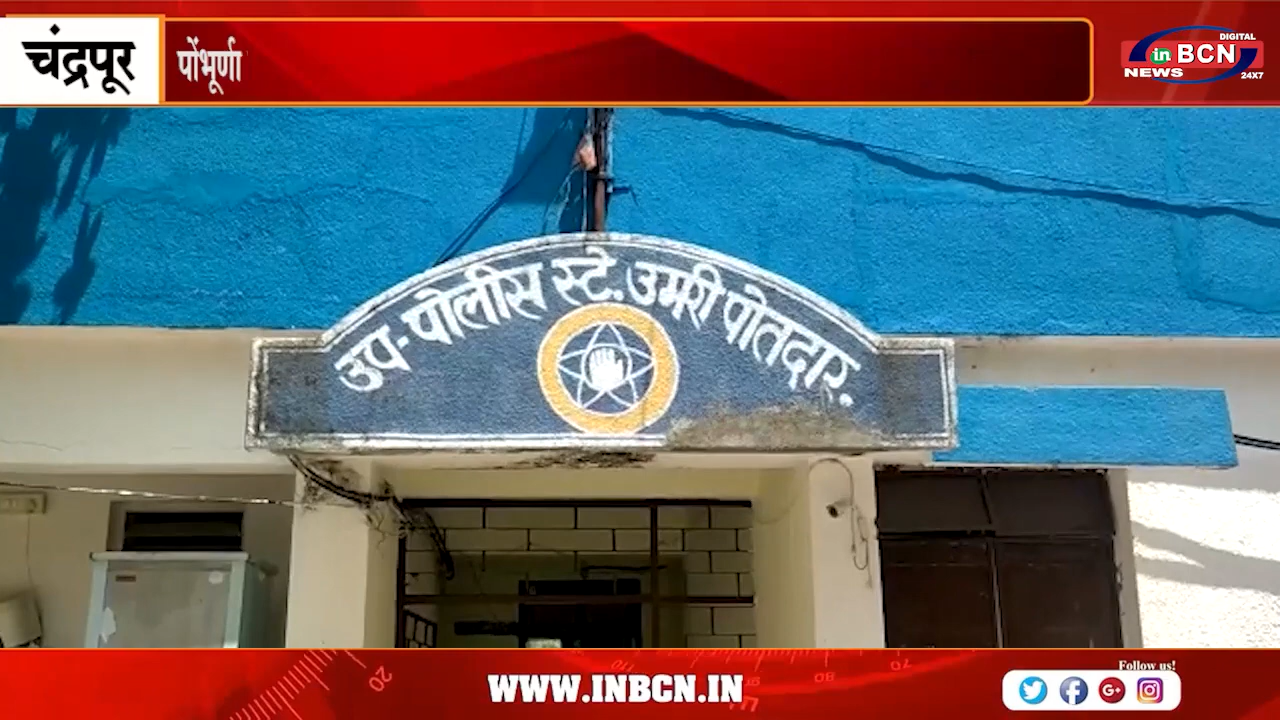 चंद्रपूर
पोंभूर्णा
DIGITAL
in BCN
NEWS
24X7
उप-पोलीस स्टे. उमरी पोतदार.
WWW.INBCN.IN
Follow us!